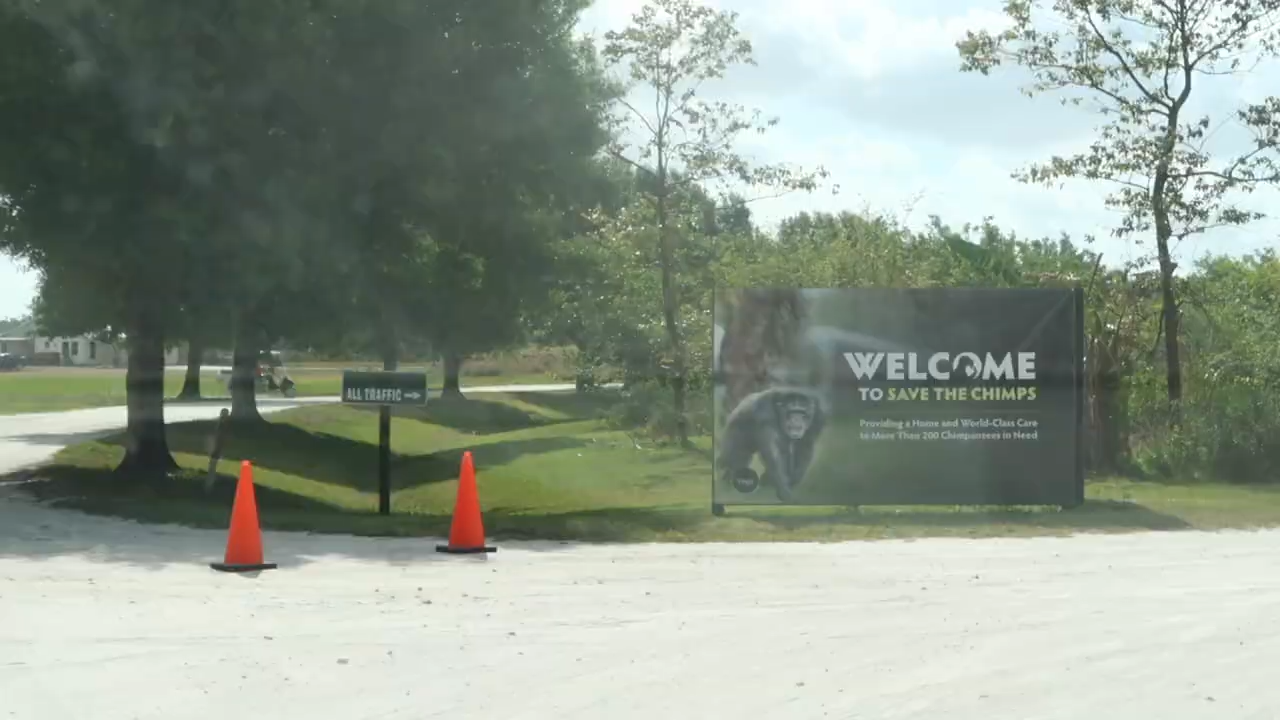 ALL TRAFFIC →
WELCOME
TO SAVE THE CHIMPS
Providing a Home and World-Class Care
to More Than 200 Chimpanzees in Need